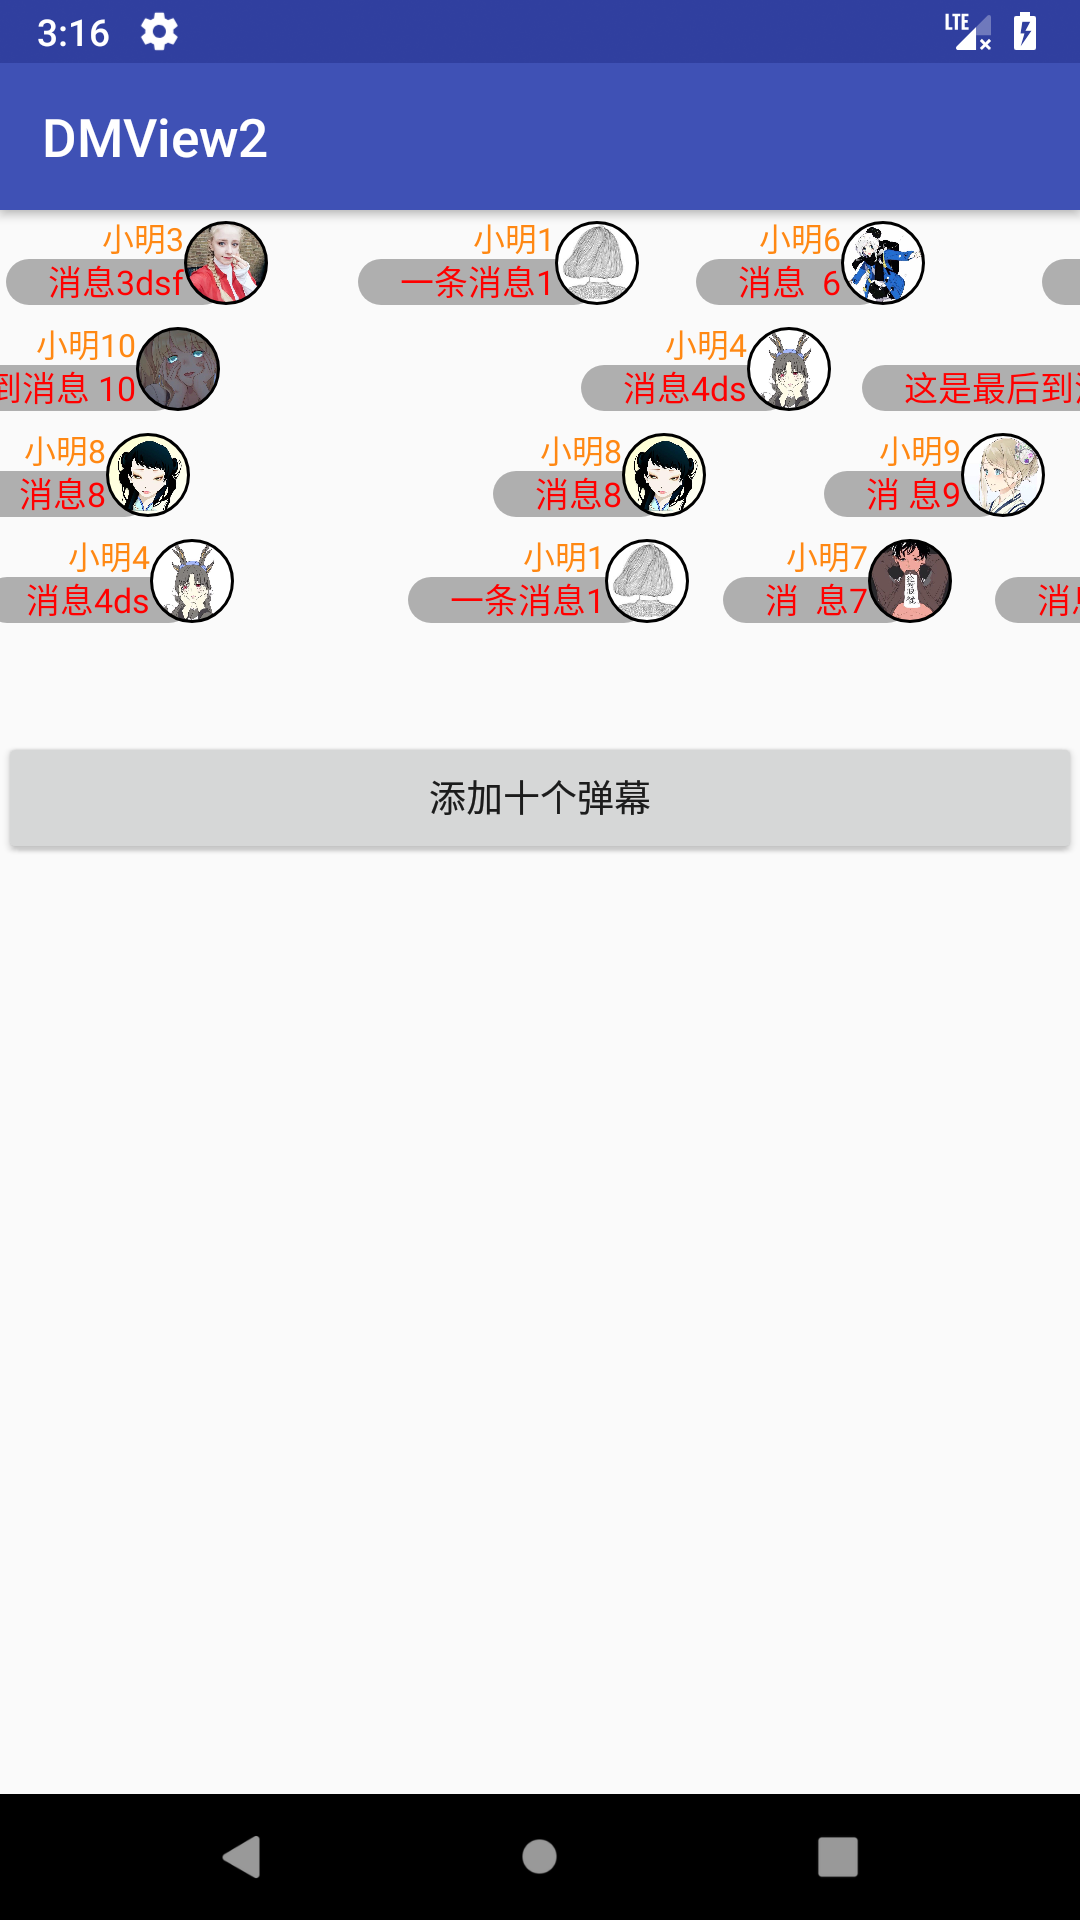 3:16 LTE
DMView2
小明3 小明1 小明6
消息3dsf 一条消息1 消息  6
小明10 小明4
到消息 10 消息4ds 这是最后到
小明8 小明8 小明9
消息8 消息8 消 息9
小明4 小明1 小明7
消息4ds 一条消息1 消  息7 消
添加十个弹幕